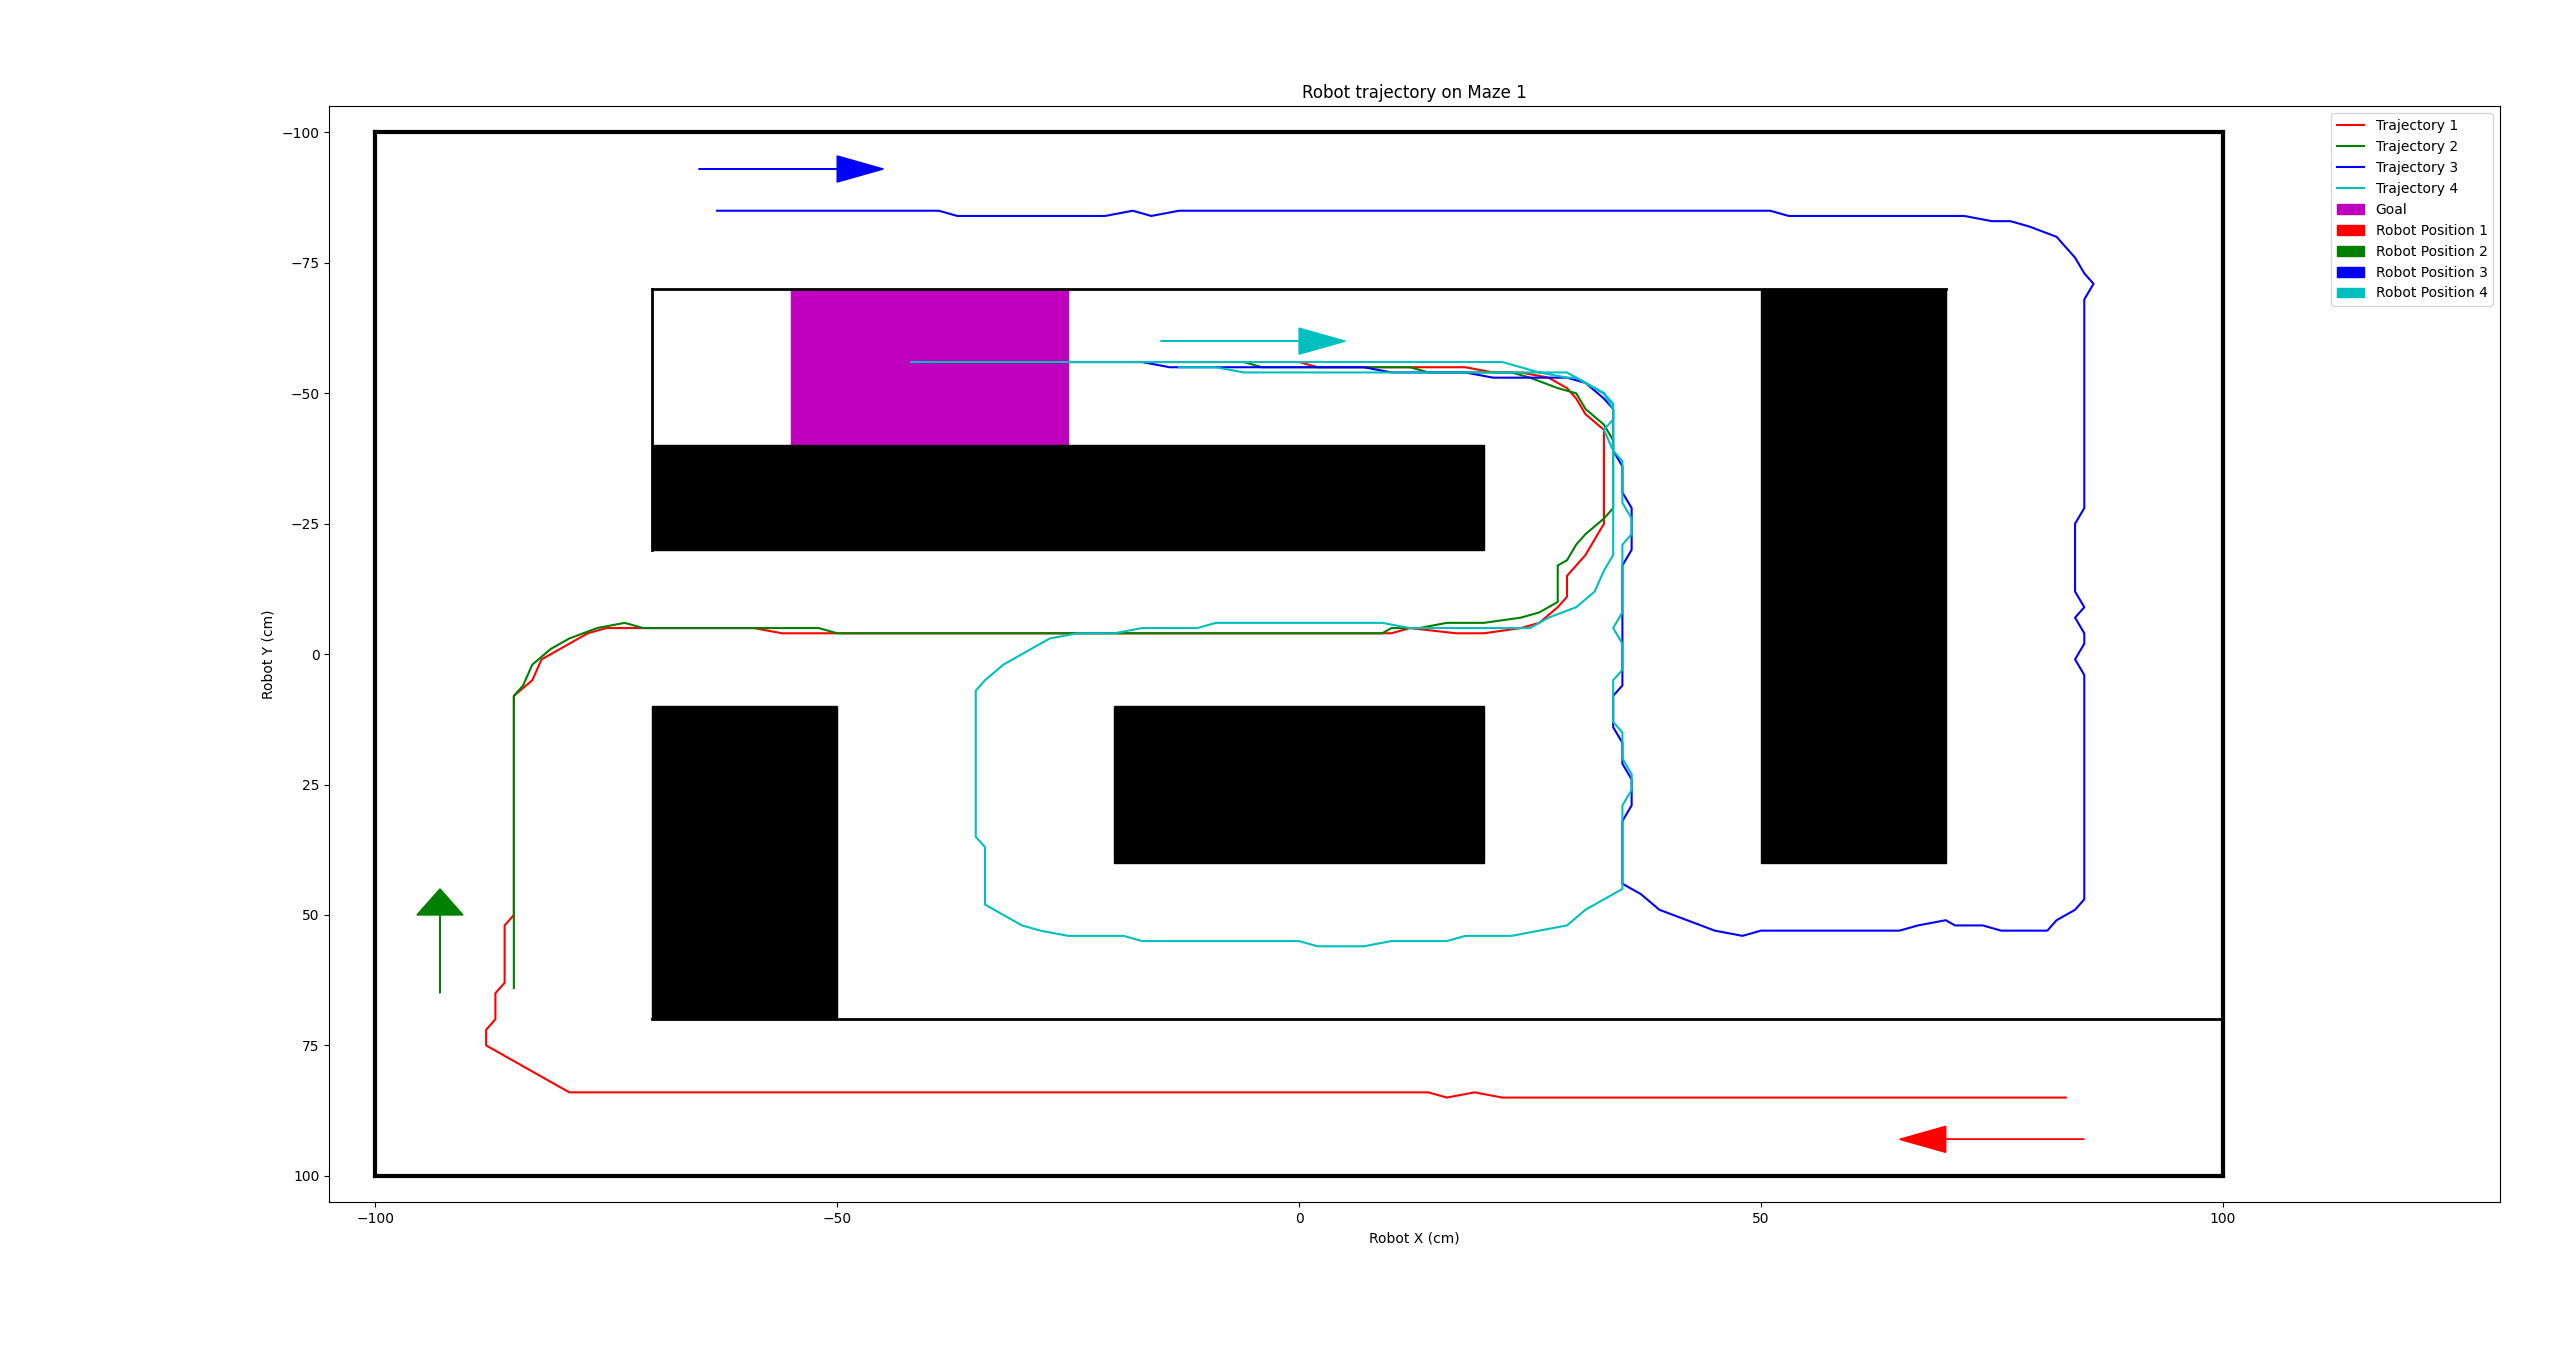 Robot trajectory on Maze 1
Trajectory 1
Trajectory 2
Trajectory 3
Trajectory 4
Goal
Robot Position 1
Robot Position 2
Robot Position 3
Robot Position 4
−100
−75
−50
−25
0
25
50
75
100
Robot Y (cm)
−100
−50
0
50
100
Robot X (cm)